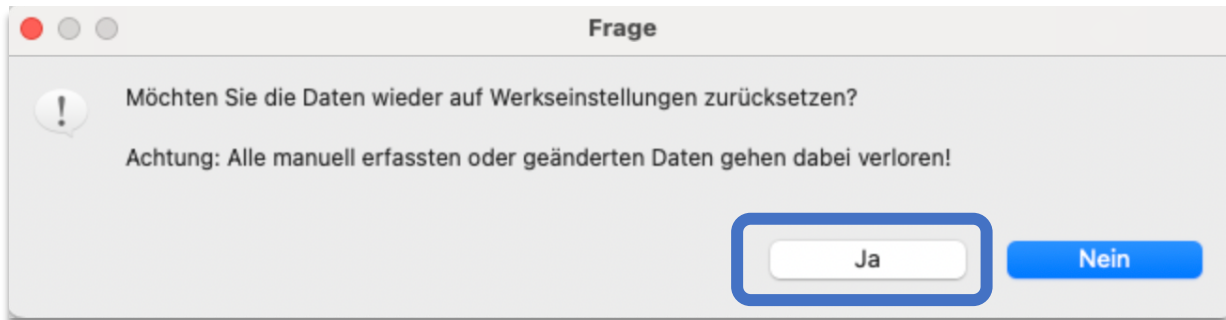 Frage
Möchten Sie die Daten wieder auf Werkseinstellungen zurücksetzen?
Achtung: Alle manuell erfassten oder geänderten Daten gehen dabei verloren!
Ja
Nein